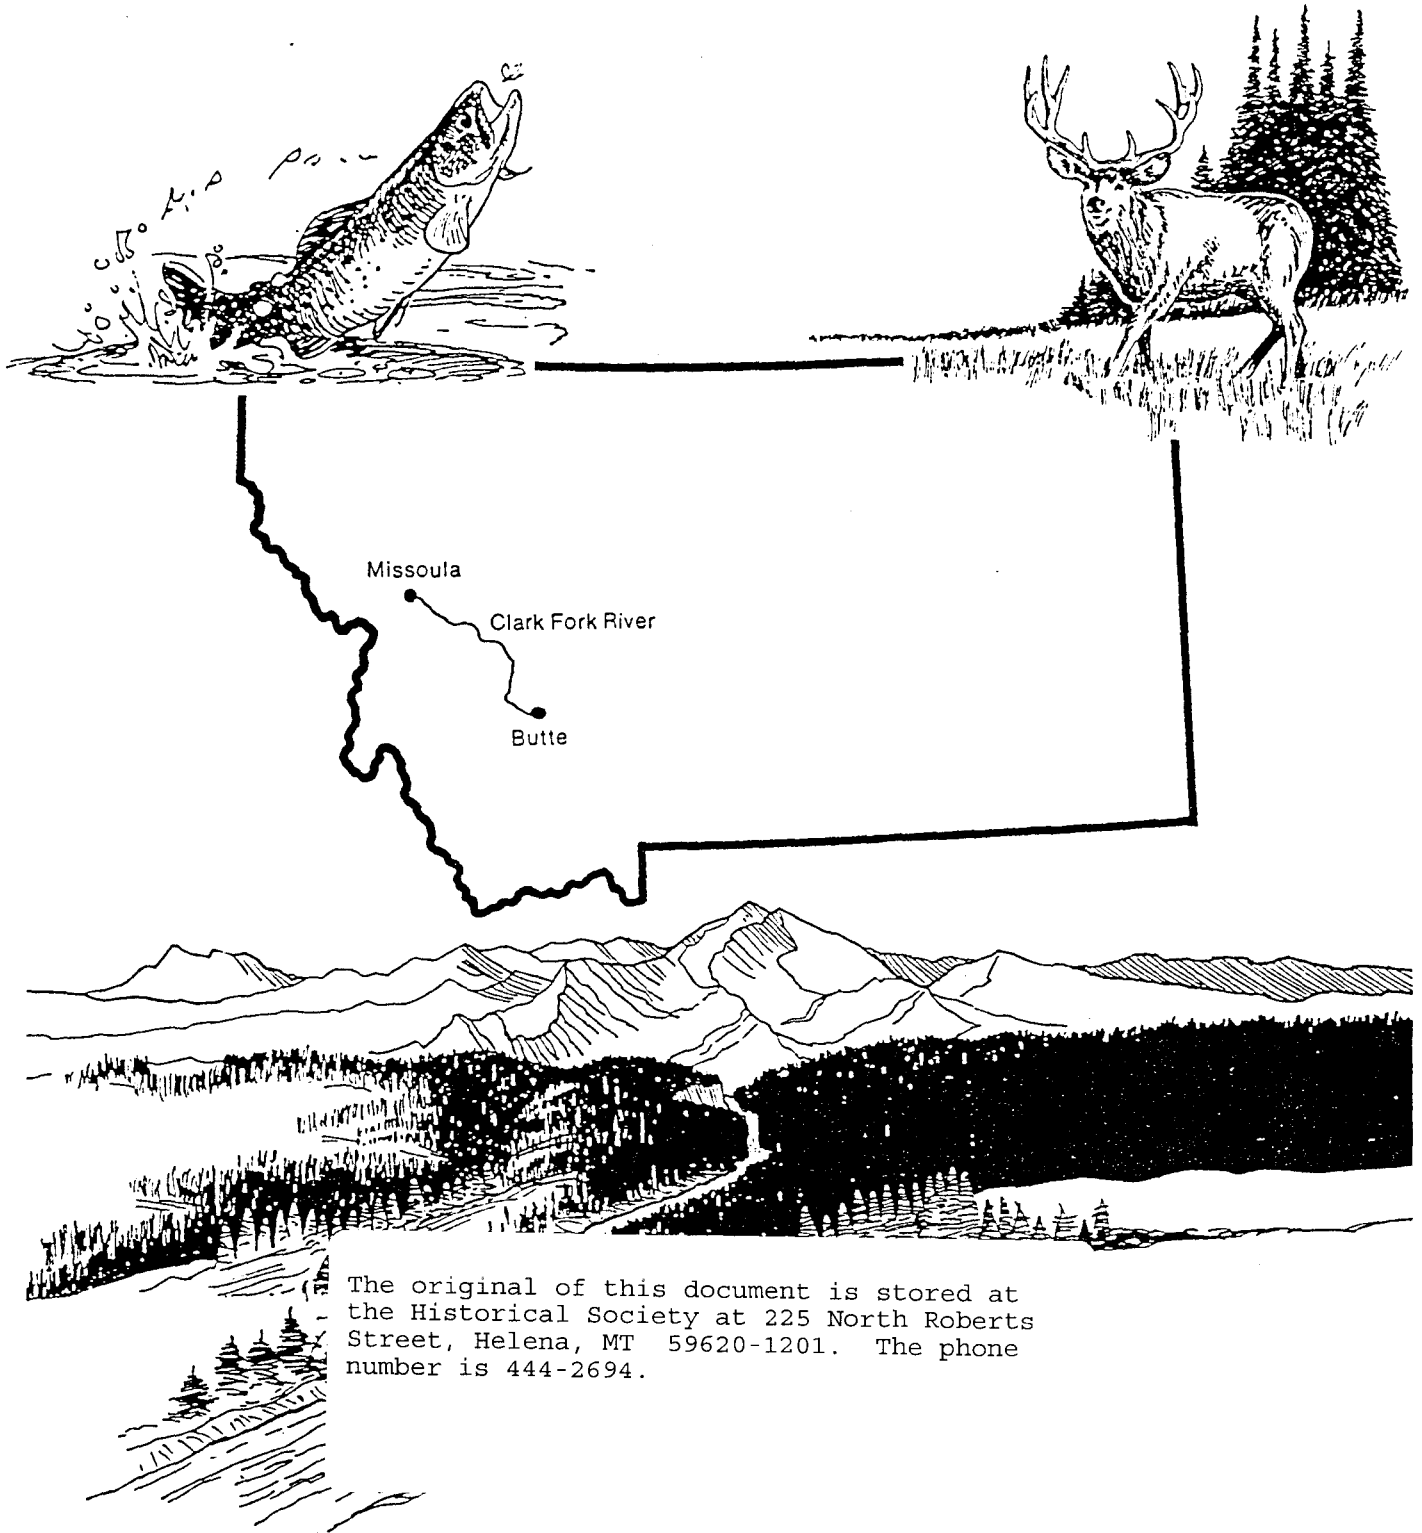 Missoula
Clark Fork River
Butte
The original of this document is stored at
the Historical Society at 225 North Roberts
Street, Helena, MT  59620-1201.  The phone
number is 444-2694.